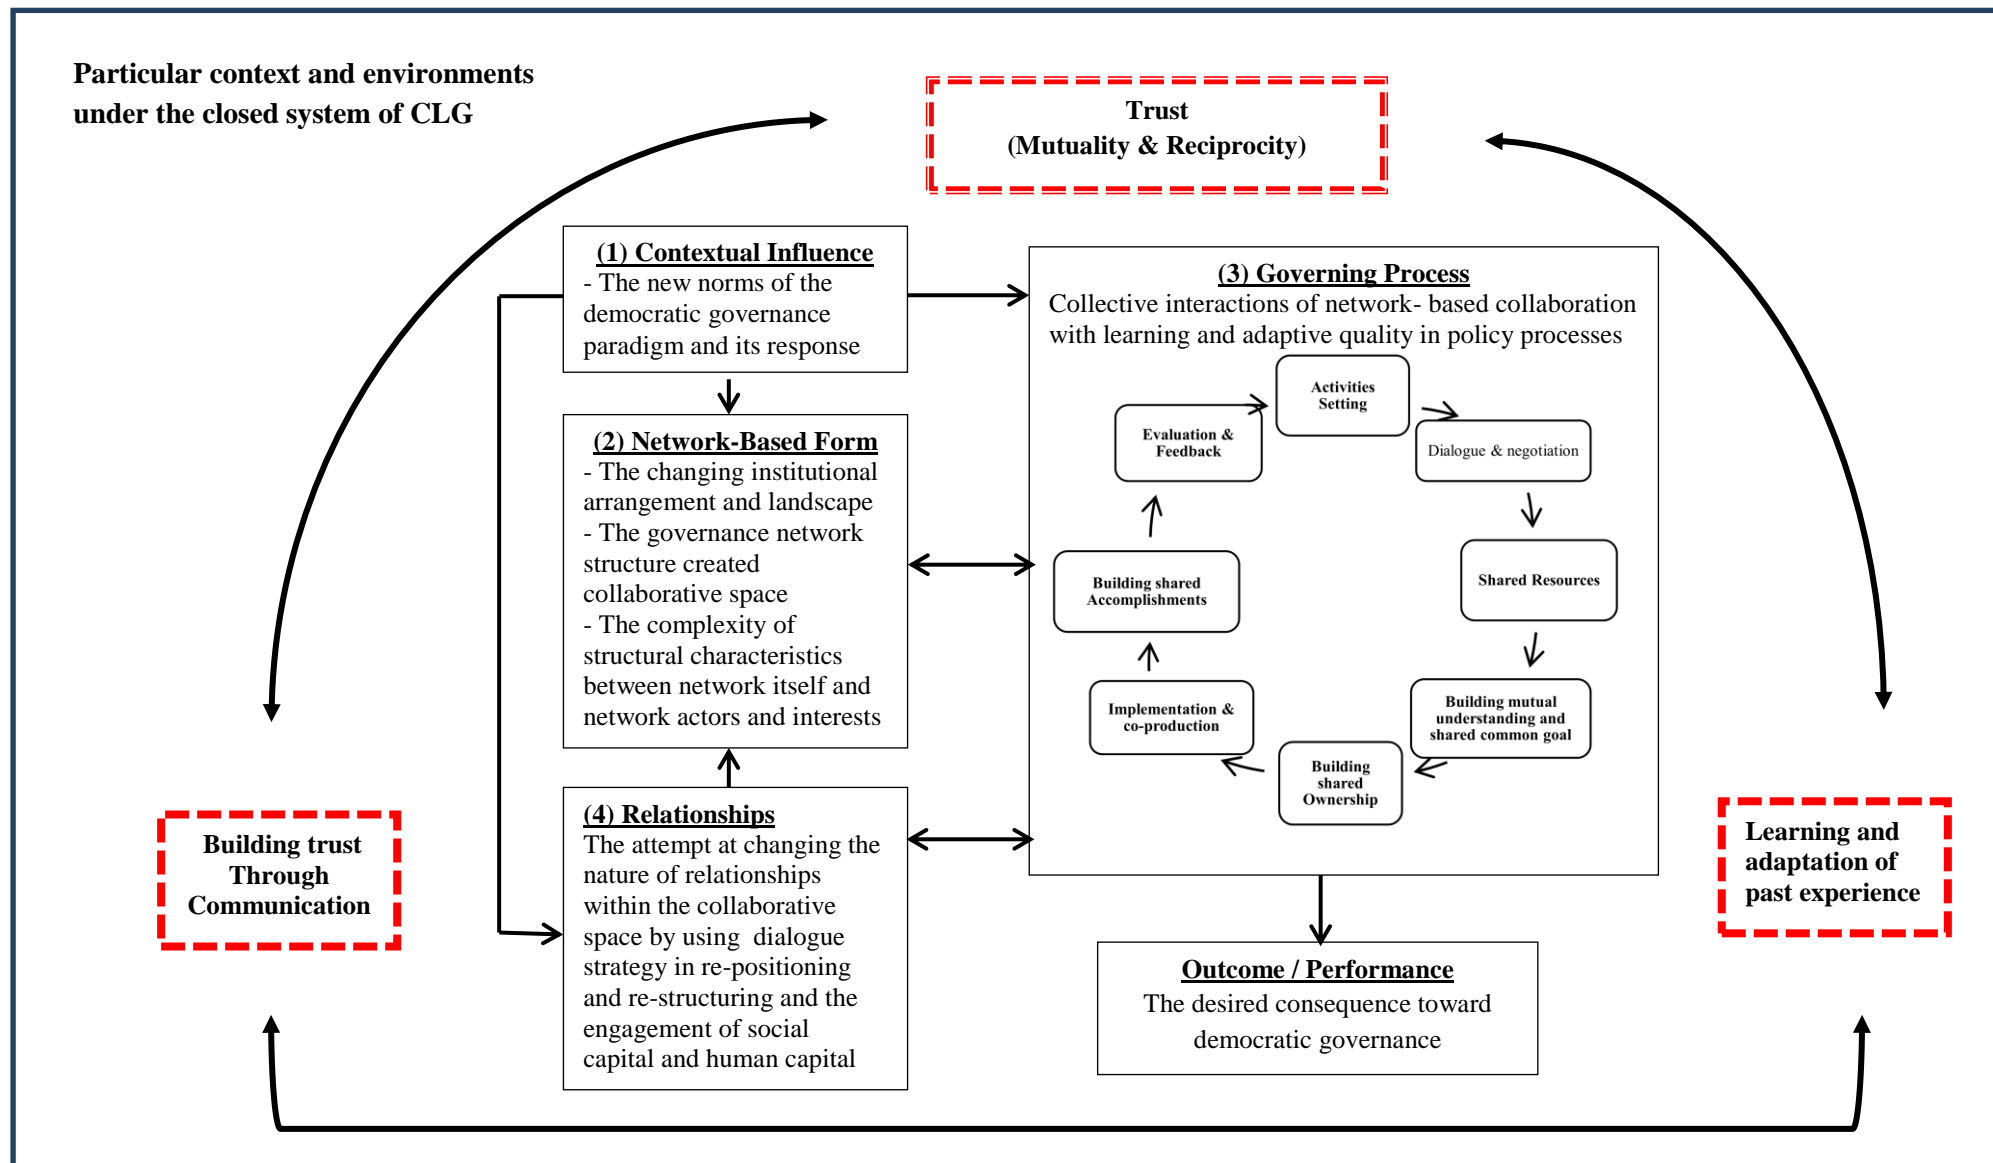 Particular context and environments
under the closed system of CLG
Trust
(Mutuality & Reciprocity)
(1) Contextual Influence
- The new norms of the
democratic governance
paradigm and its response
(2) Network-Based Form
- The changing institutional
arrangement and landscape
- The governance network
structure created
collaborative space
- The complexity of
structural characteristics
between network itself and
network actors and interests
(4) Relationships
The attempt at changing the
nature of relationships
within the collaborative
space by using dialogue
strategy in re-positioning
and re-structuring and the
engagement of social
capital and human capital
(3) Governing Process
Collective interactions of network- based collaboration
with learning and adaptive quality in policy processes
Activities
Setting
Dialogue & negotiation
Shared Resources
Building mutual
understanding and
shared common goal
Building
shared
Ownership
Implementation &
co-production
Building shared
Accomplishments
Evaluation &
Feedback
Outcome / Performance
The desired consequence toward
democratic governance
Building trust
Through
Communication
Learning and
adaptation of
past experience